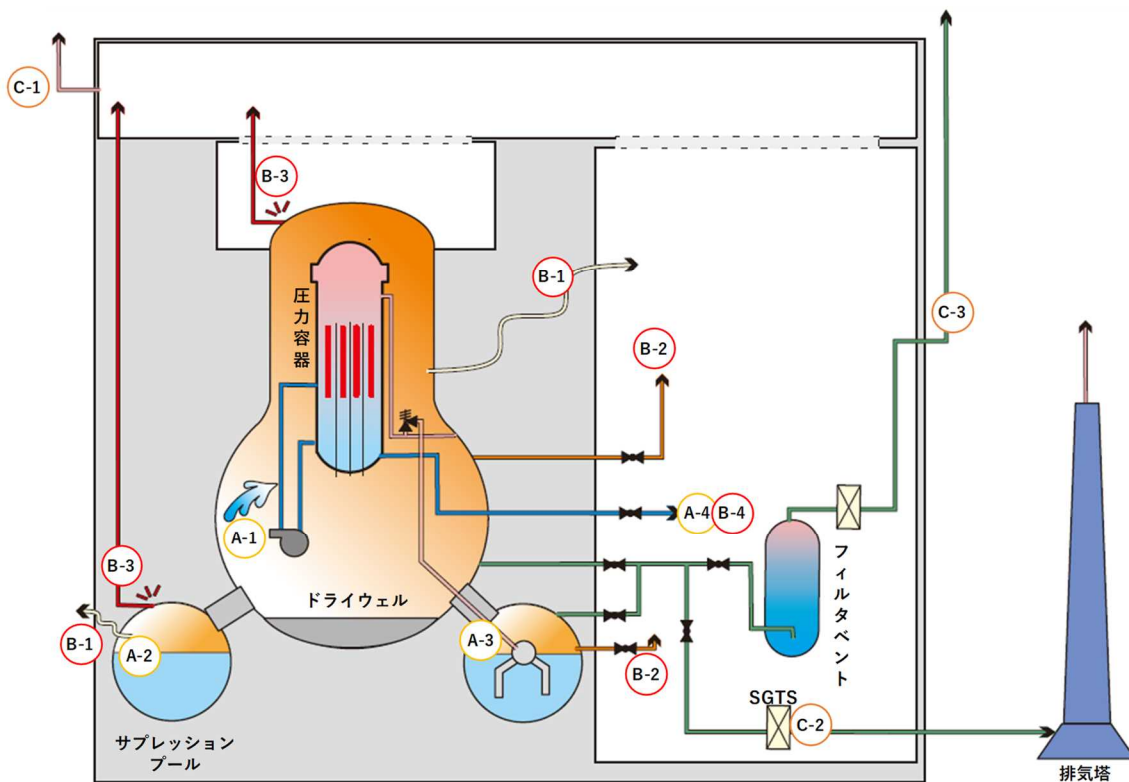 C-1
B-3
圧力容器
B-1
B-2
C-3
A-1
A-4
B-4
フィルタベント
B-3
ドライウェル
B-1
A-2
A-3
B-2
SGTS
C-2
サプレッション
プール
排気塔